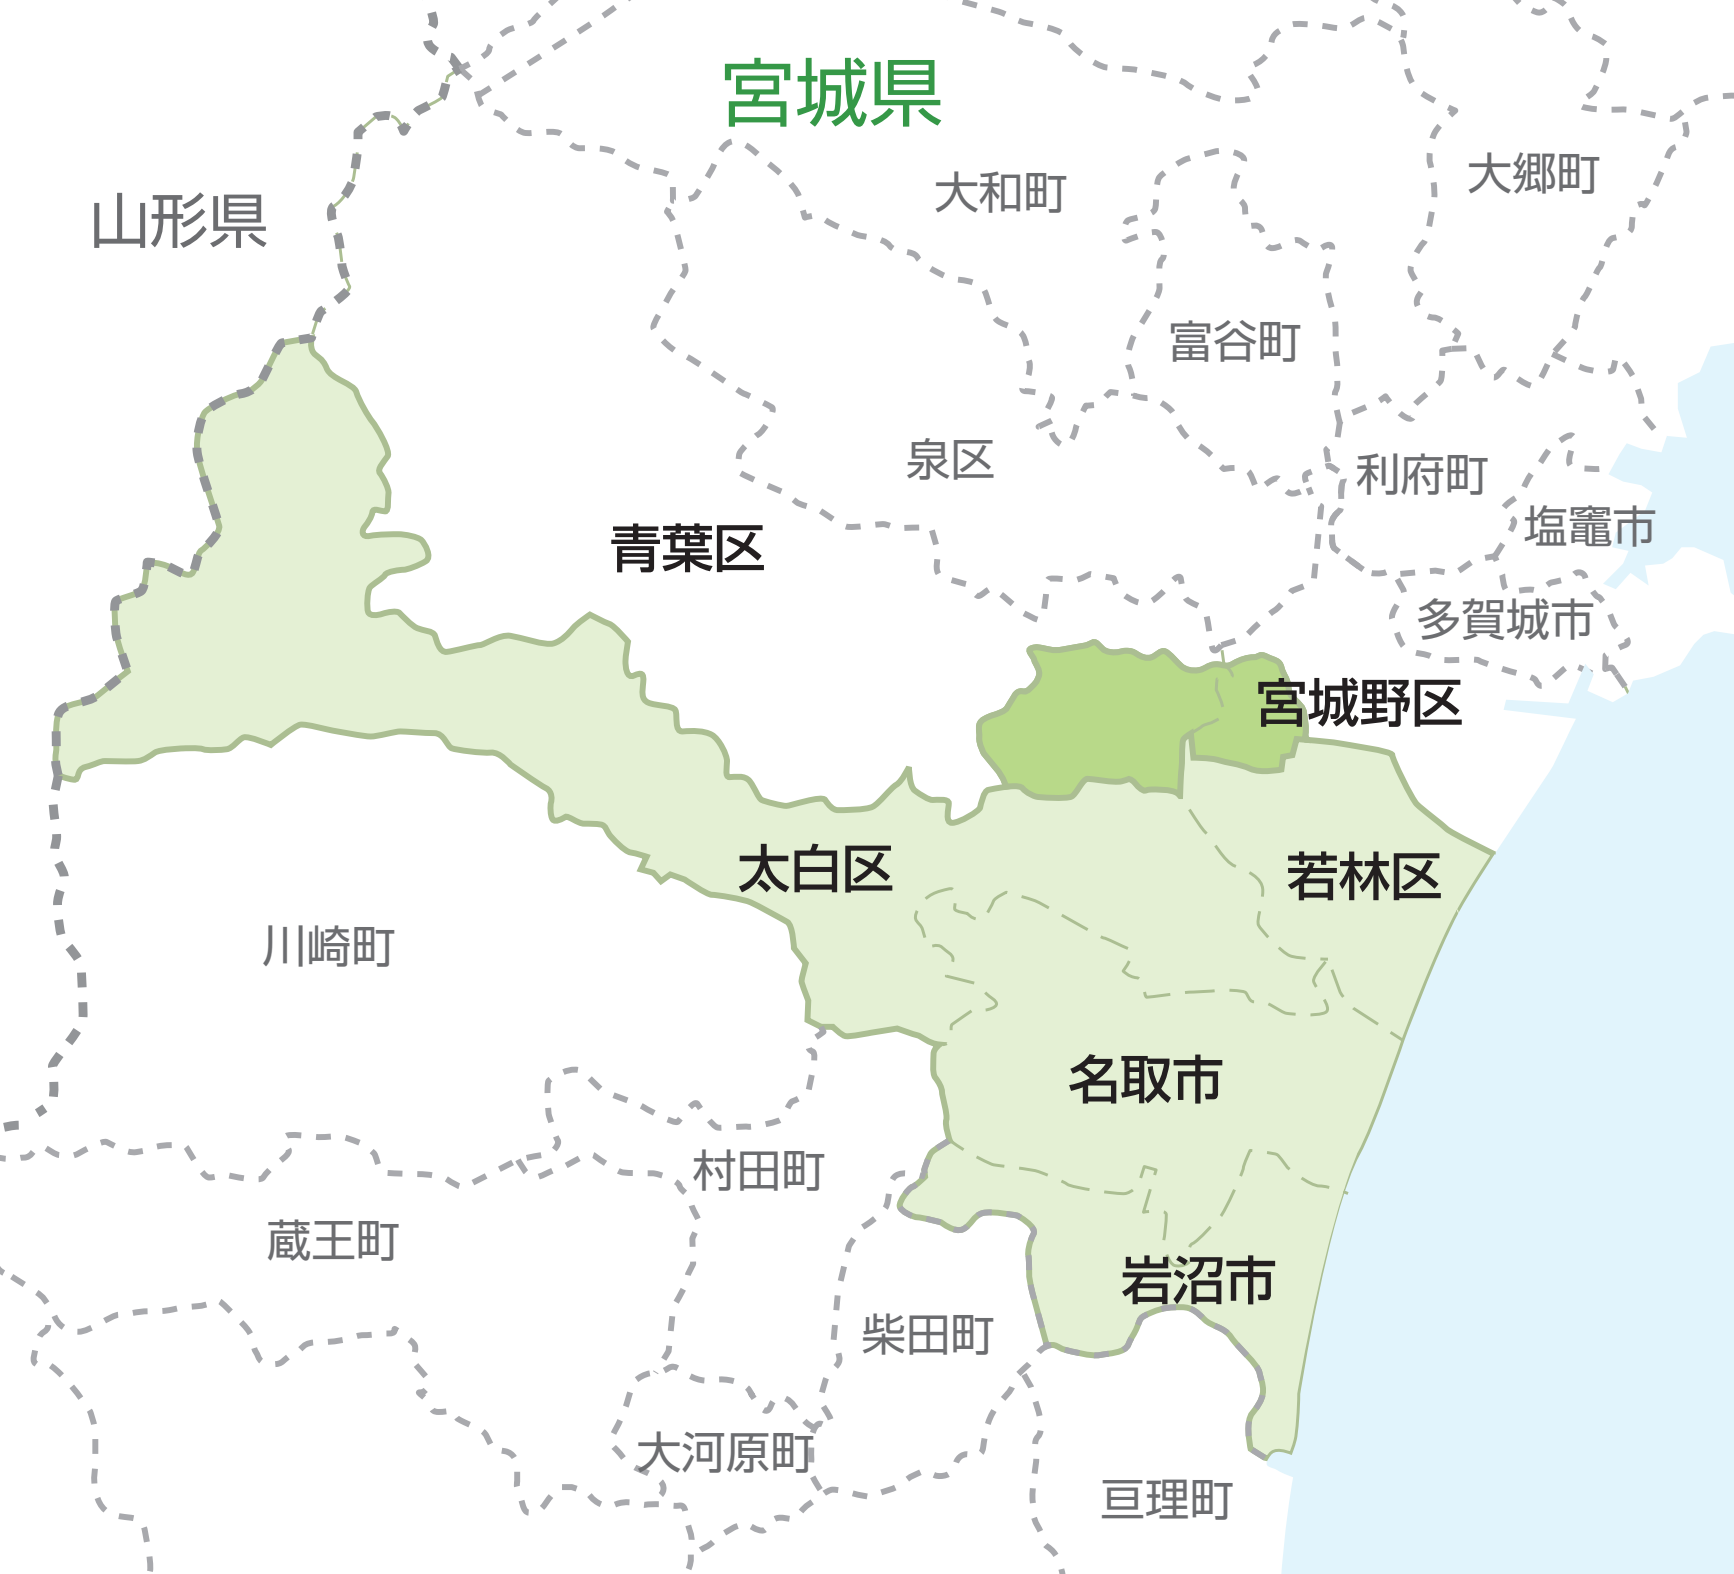 宮城県
山形県
大和町
大郷町
富谷町
泉区
利府町
塩竈市
青葉区
多賀城市
宮城野区
太白区
若林区
川崎町
名取市
村田町
蔵王町
岩沼市
柴田町
大河原町
亘理町